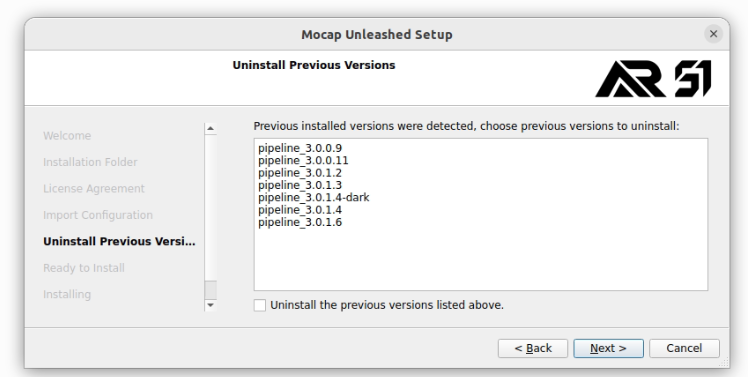 Mocap Unleashed Setup
Uninstall Previous Versions
AR 51
Welcome
Installation Folder
License Agreement
Import Configuration
Uninstall Previous Versi...
Ready to Install
Installing
Previous installed versions were detected, choose previous versions to uninstall:
pipeline_3.0.0.9
pipeline_3.0.0.11
pipeline_3.0.1.2
pipeline_3.0.1.3
pipeline_3.0.1.4-dark
pipeline_3.0.1.4
pipeline_3.0.1.6
Uninstall the previous versions listed above.
< Back
Next >
Cancel